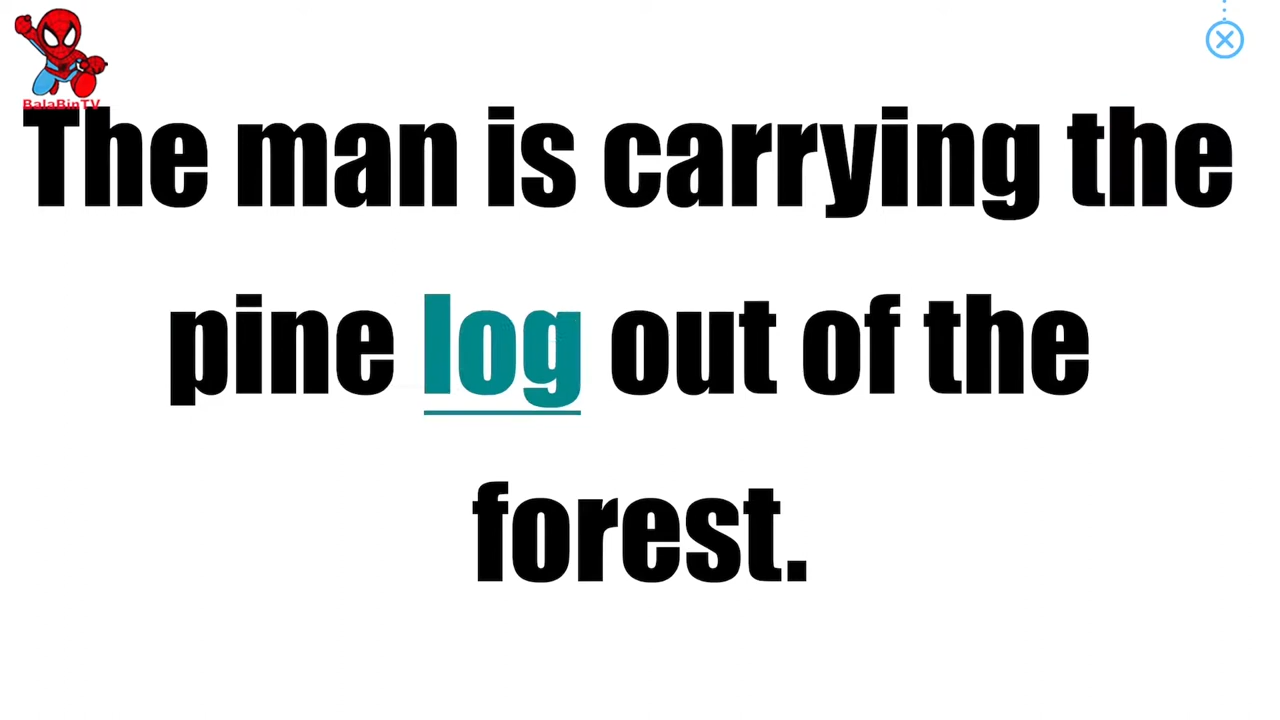 BalaBinTV
The man is carrying the
pine log out of the
forest.